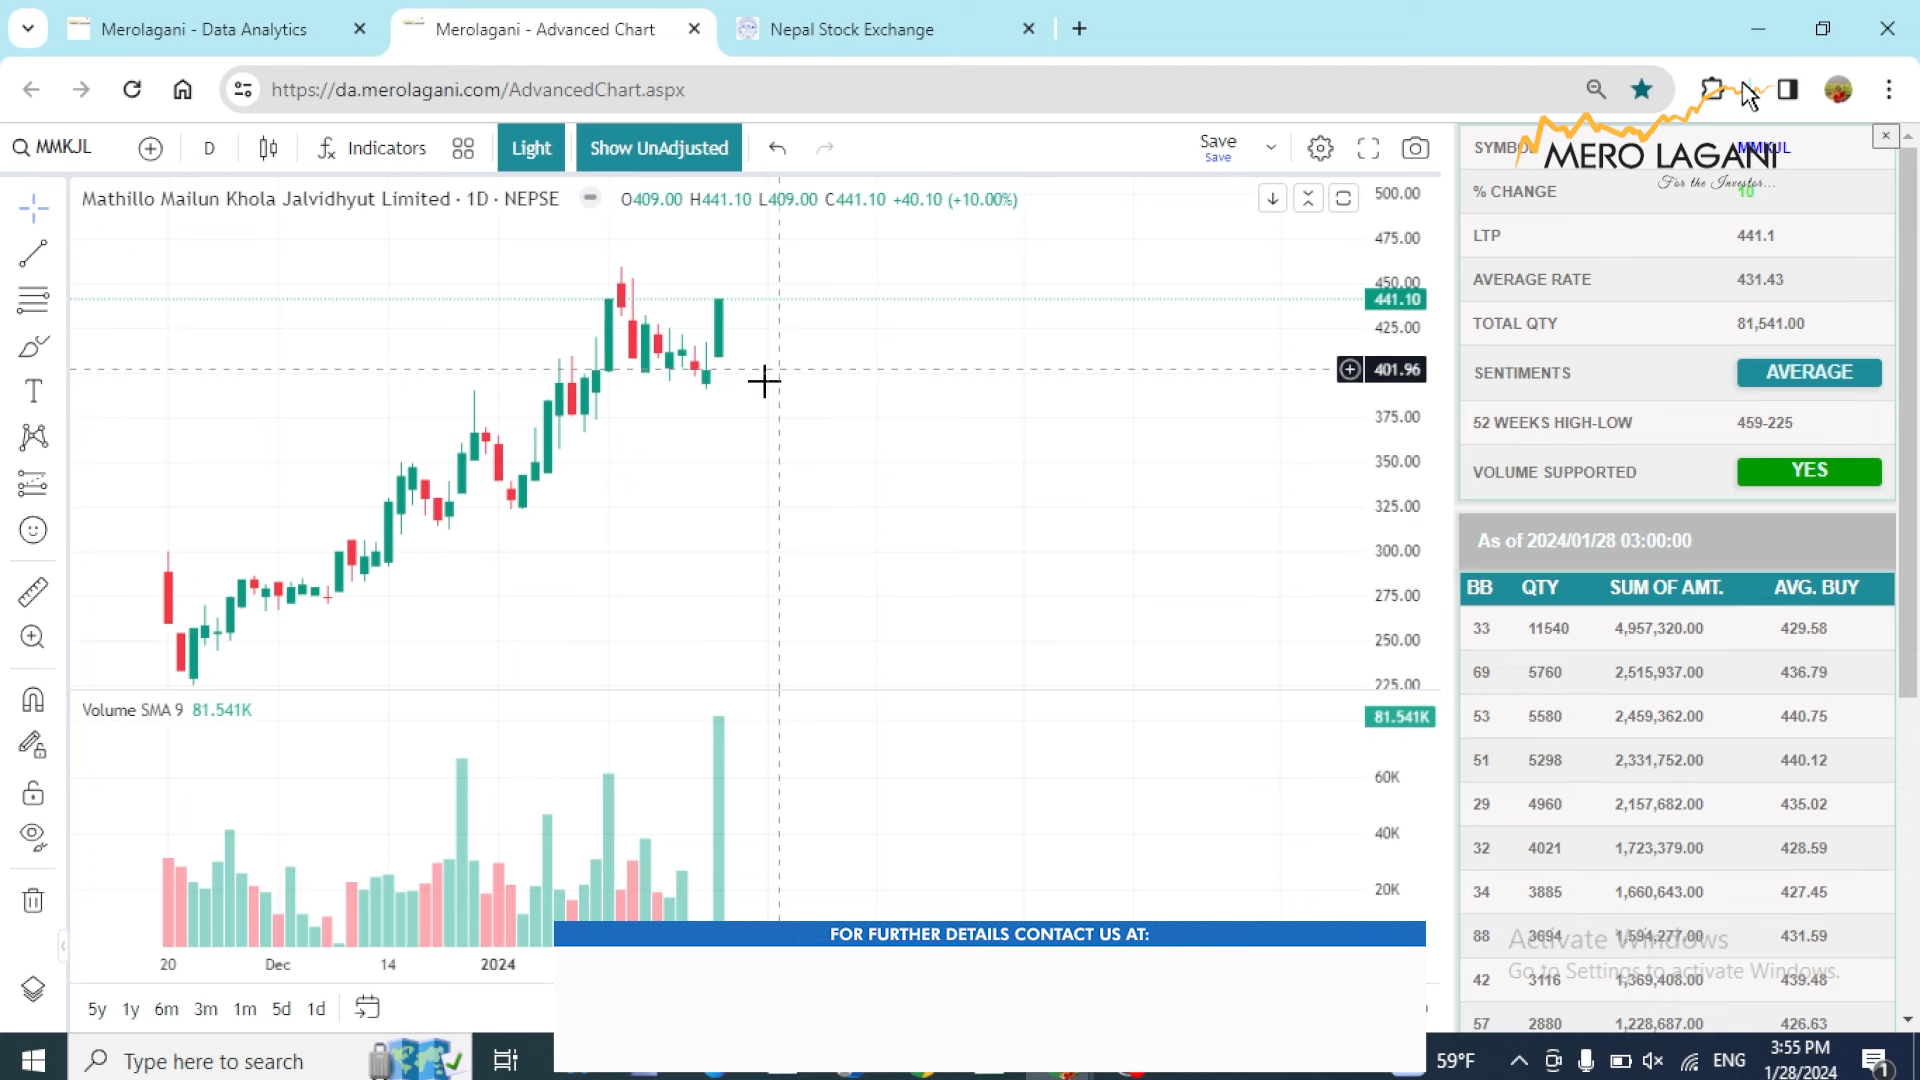 Merolagani - Data Analytics
Merolagani - Advanced Chart
Nepal Stock Exchange
https://da.merolagani.com/AdvancedChart.aspx
MMKJL
D
Indicators
Light
Show UnAdjusted
Save
Save
Mathillo Mailun Khola Jalvidhyut Limited · 1D · NEPSE
O409.00 H441.10 L409.00 C441.10 +40.10 (+10.00%)
500.00
475.00
450.00
441.10
425.00
401.96
375.00
350.00
325.00
300.00
275.00
250.00
225.00
Volume SMA 9 81.541K
81.541K
60K
40K
20K
20 Dec 14 2024
5y 1y 6m 3m 1m 5d 1d
MERO LAGANI
For the Investor...
MMKJL
% CHANGE 10
LTP 441.1
AVERAGE RATE 431.43
TOTAL QTY 81,541.00
SENTIMENTS AVERAGE
52 WEEKS HIGH-LOW 459-225
VOLUME SUPPORTED YES
As of 2024/01/28 03:00:00
BB QTY SUM OF AMT. AVG. BUY
33 11540 4,957,320.00 429.58
69 5760 2,515,937.00 436.79
53 5580 2,459,362.00 440.75
51 5298 2,331,752.00 440.12
29 4960 2,157,682.00 435.02
32 4021 1,723,379.00 428.59
34 3885 1,660,643.00 427.45
88 3694 1,594,277.00 431.59
42 3116 1,369,408.00 439.48
57 2880 1,228,687.00 426.63
Activate Windows
Go to Settings to activate Windows.
FOR FURTHER DETAILS CONTACT US AT:
Type here to search
59°F
ENG
3:55 PM
1/28/2024
1